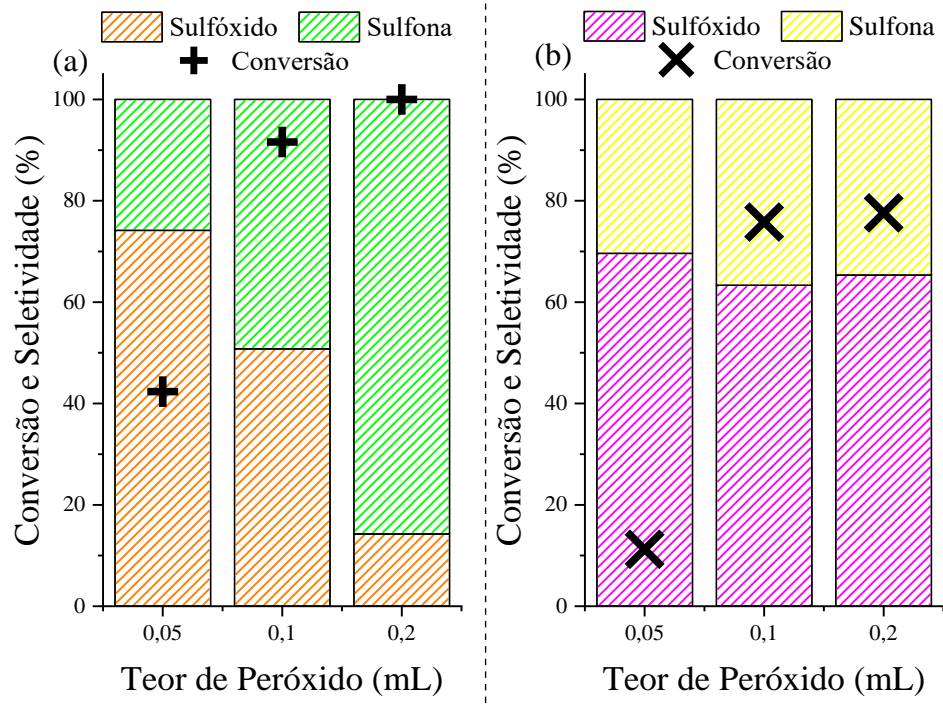 Sulfóxido Sulfona
(a) Conversão
100
80
60
40
20
0
Conversão e Seletividade (%)
0,05 0,1 0,2
Teor de Peróxido (mL)
Sulfóxido Sulfona
(b) Conversão
100
80
60
40
20
0
Conversão e Seletividade (%)
0,05 0,1 0,2
Teor de Peróxido (mL)